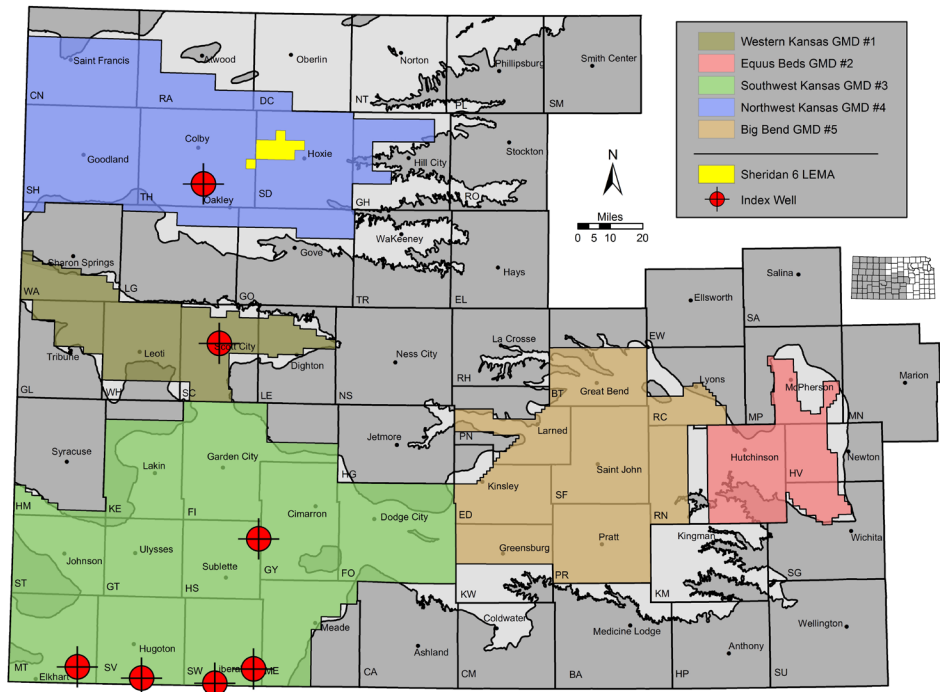 Western Kansas GMD #1
Equus Beds GMD #2
Southwest Kansas GMD #3
Northwest Kansas GMD #4
Big Bend GMD #5
Sheridan 6 LEMA
Index Well
N
Miles
0 5 10 20
Saint Francis
Atwood
Oberlin
Norton
Phillipsburg
Smith Center
CN
RA
DC
NT
PL
SM
Goodland
Colby
Hoxie
Hill City
Stockton
SH
TH
Oakley
SD
GH
RO
Sharon Springs
Gove
WaKeeney
Hays
WA
LG
GO
TR
EL
Ellsworth
Salina
SA
Tribune
Leoti
Scott City
Dighton
Ness City
La Crosse
Great Bend
EW
Lyons
McPherson
Marion
GL
WH
SC
LE
NS
RH
BT
RC
MP
MN
Syracuse
Lakin
Garden City
Jetmore
PN
Larned
Saint John
Hutchinson
HV
Newton
HM
KE
FI
Cimarron
HG
Dodge City
Kinsley
SF
RN
Wichita
Johnson
Ulysses
Sublette
ED
Greensburg
Pratt
Kingman
ST
GT
HS
GY
FO
KW
PR
KM
SG
Hugoton
Liberal
Meade
Ashland
Coldwater
Medicine Lodge
Anthony
Wellington
MT
Elkhart
SV
SW
ME
CA
CM
BA
HP
SU